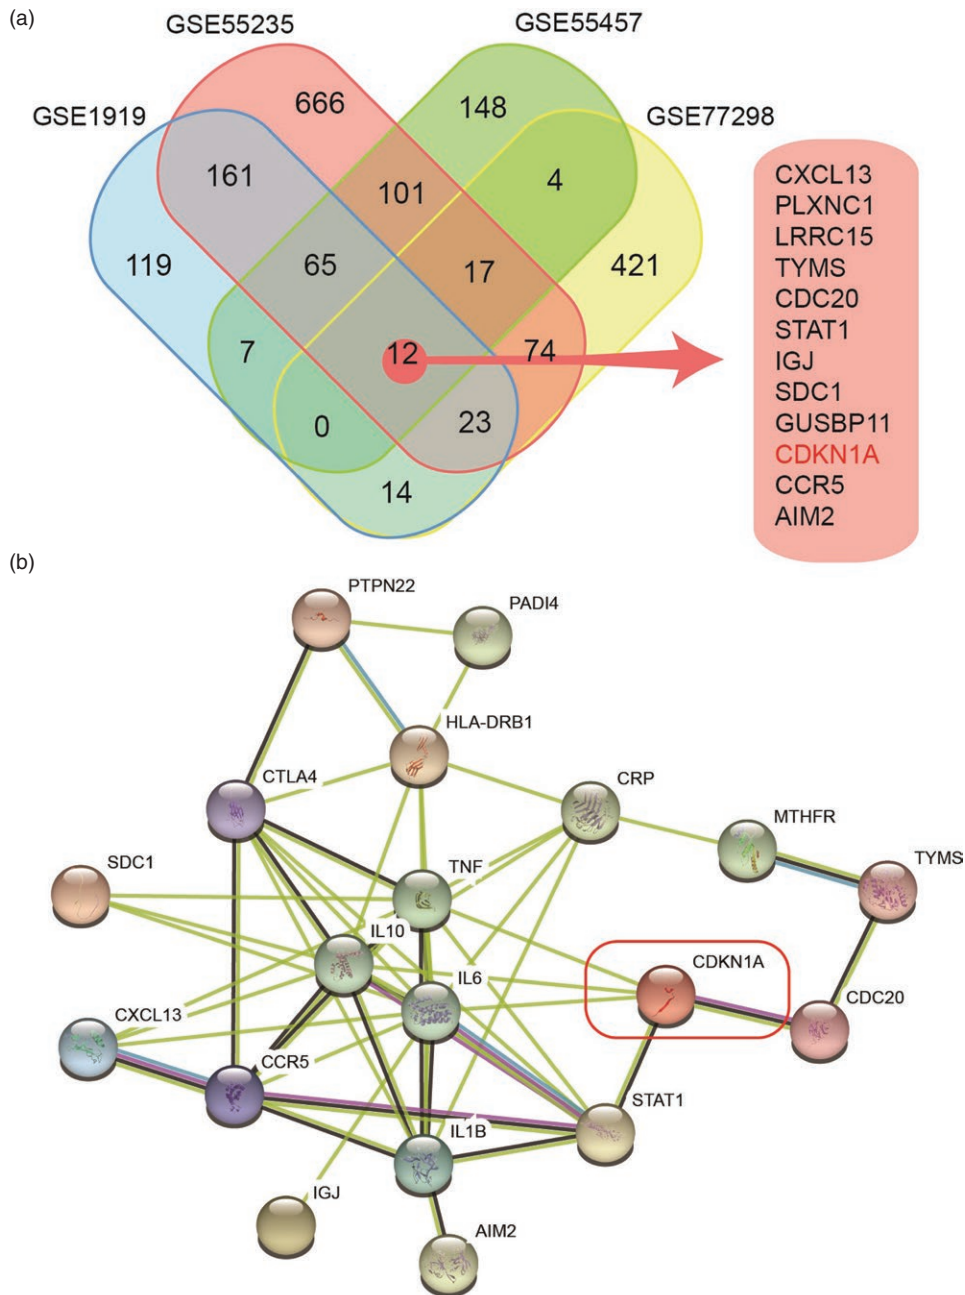 (a)
GSE55235
GSE55457
GSE1919
GSE77298
666
148
161
101
4
119
65
17
421
7
12
74
0
23
14
CXCL13
PLXNC1
LRRC15
TYMS
CDC20
STAT1
IGJ
SDC1
GUSBP11
CDKN1A
CCR5
AIM2
(b)
PTPN22
PADI4
HLA-DRB1
CTLA4
CRP
MTHFR
SDC1
TNF
TYMS
IL10
CDKN1A
IL6
CDC20
CXCL13
CCR5
STAT1
IL1B
IGJ
AIM2